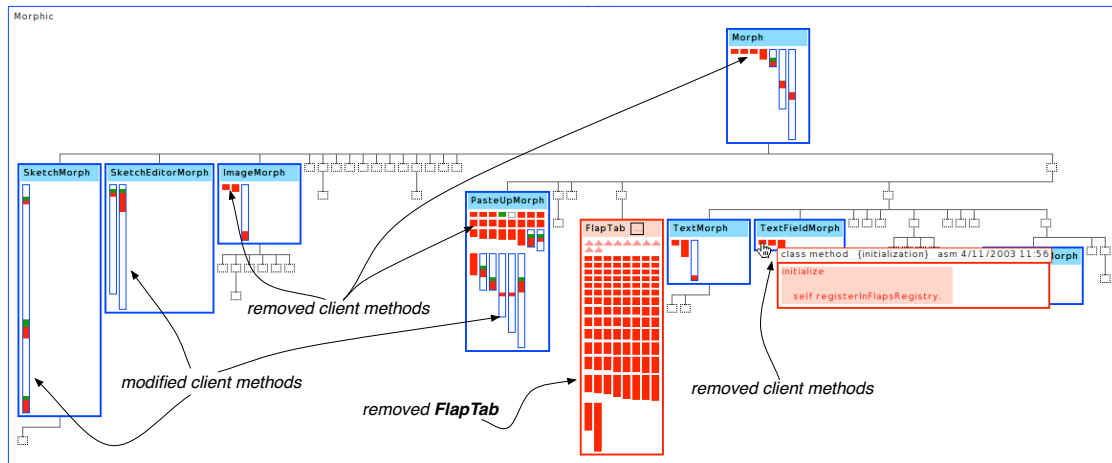 Morphic
Morph
SketchMorph
SketchEditorMorph
ImageMorph
PasteUpMorph
FlapTab ...
TextMorph
TextFieldMorph
class method {initialization} asm 4/11/2003 11:56
initialize
self registerInFlapsRegistry.
removed client methods
modified client methods
removed FlapTab
removed client methods